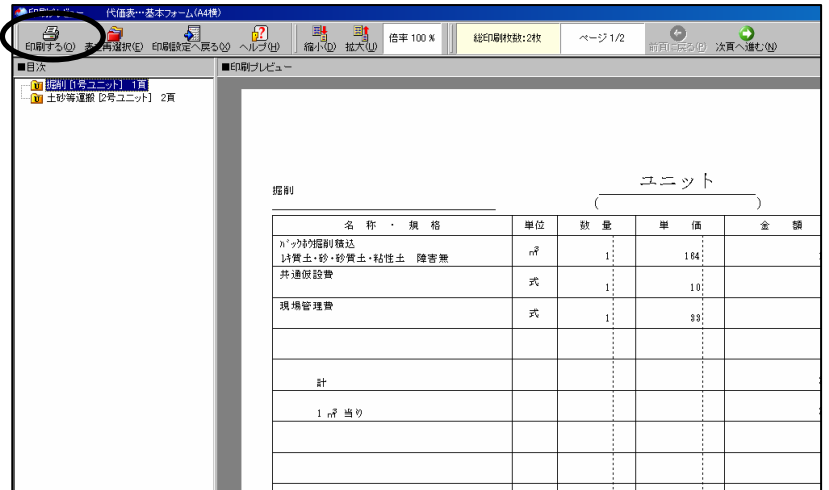 印刷プレビュー 代価表…基本フォーム(A4横)
印刷する(O) 表紙再選択(E) 印刷設定へ戻る(X) ヘルプ(H) 縮小(D) 拡大(U) 倍率 100 % 総印刷枚数:2枚 ページ 1/2 前頁に戻る(P) 次頁へ進む(N)
■目次
掘削 [1号ユニット] 1頁
土砂等運搬 [2号ユニット] 2頁
■印刷プレビュー
ユニット
掘削
( )
名 称 ・ 規 格 単位 数 量 単 価 金 額
ﾊﾞｯｸﾎｳ掘削積込
ﾚｷ質土・砂・砂質土・粘性土 障害無 ㎥ 1 164
共通仮設費 式 1 10
現場管理費 式 1 33
計
1 ㎥ 当り